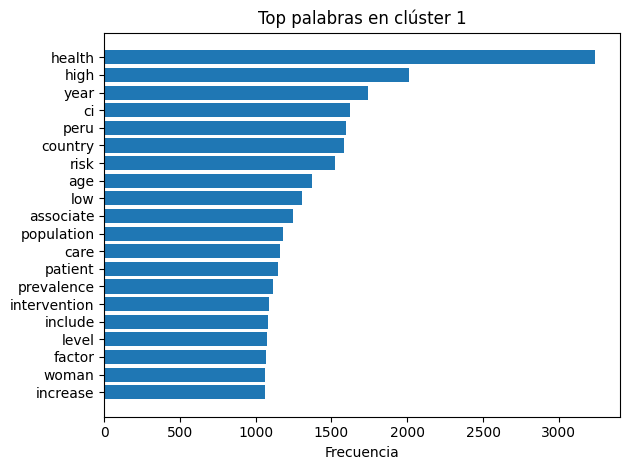 Top palabras en clúster 1
health
high
year
ci
peru
country
risk
age
low
associate
population
care
patient
prevalence
intervention
include
level
factor
woman
increase
0 500 1000 1500 2000 2500 3000
Frecuencia